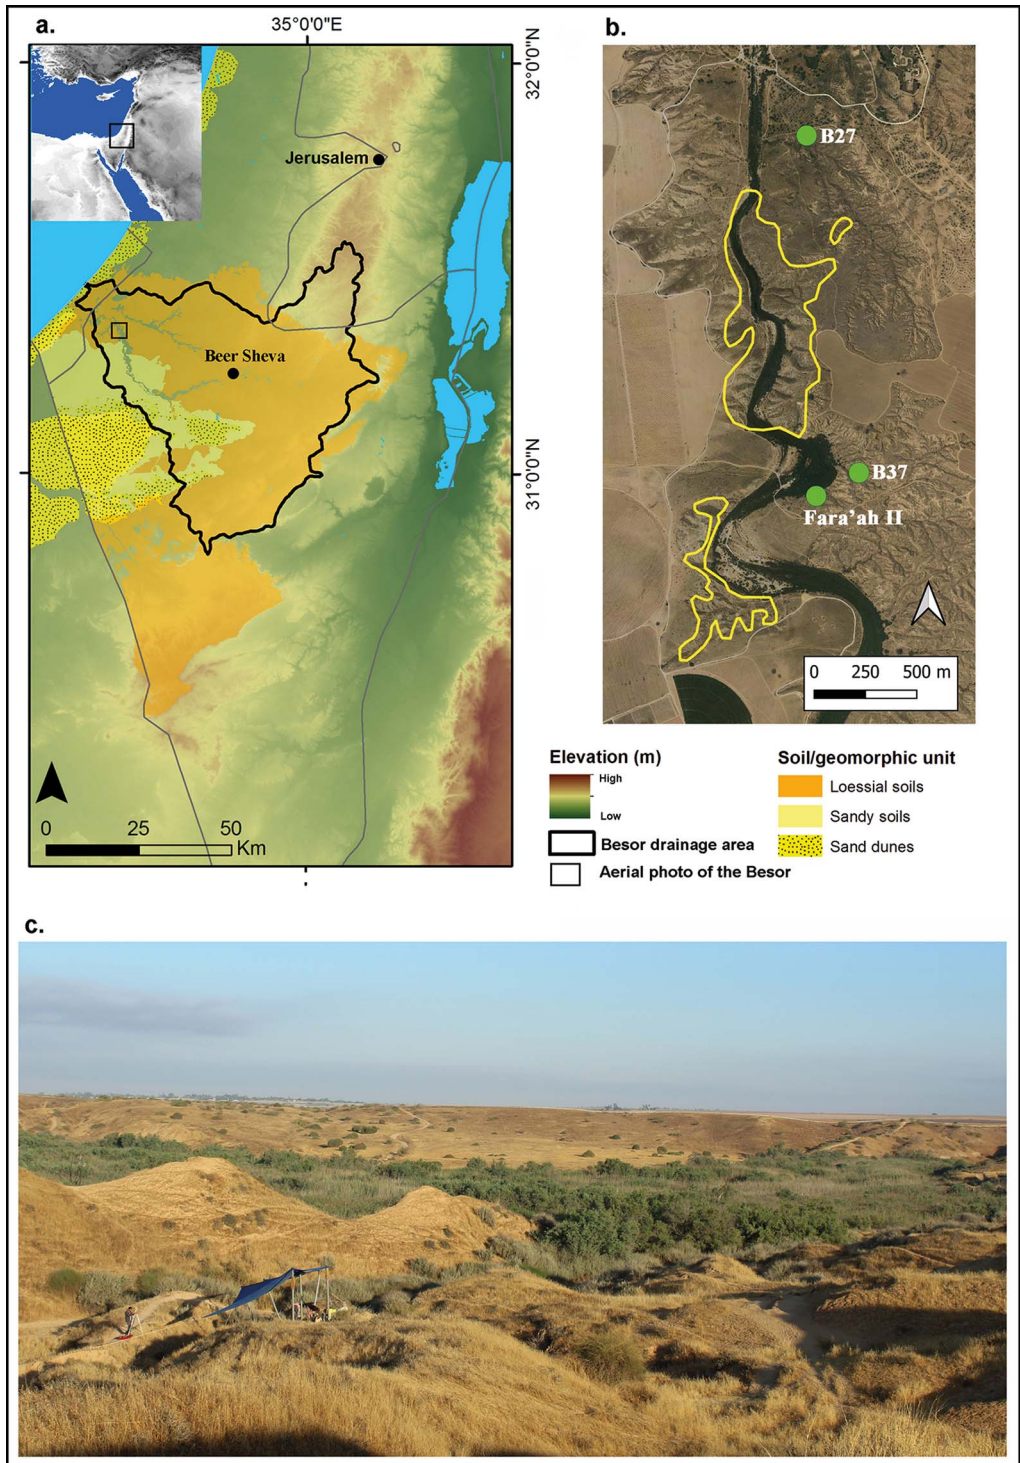 a.
35°0'0"E
32°0'0"N
Jerusalem
Beer Sheva
31°0'0"N
0 25 50
Km
b.
B27
B37
Fara'ah II
0 250 500 m
Elevation (m)
High
Low
Besor drainage area
Aerial photo of the Besor
Soil/geomorphic unit
Loessial soils
Sandy soils
Sand dunes
c.